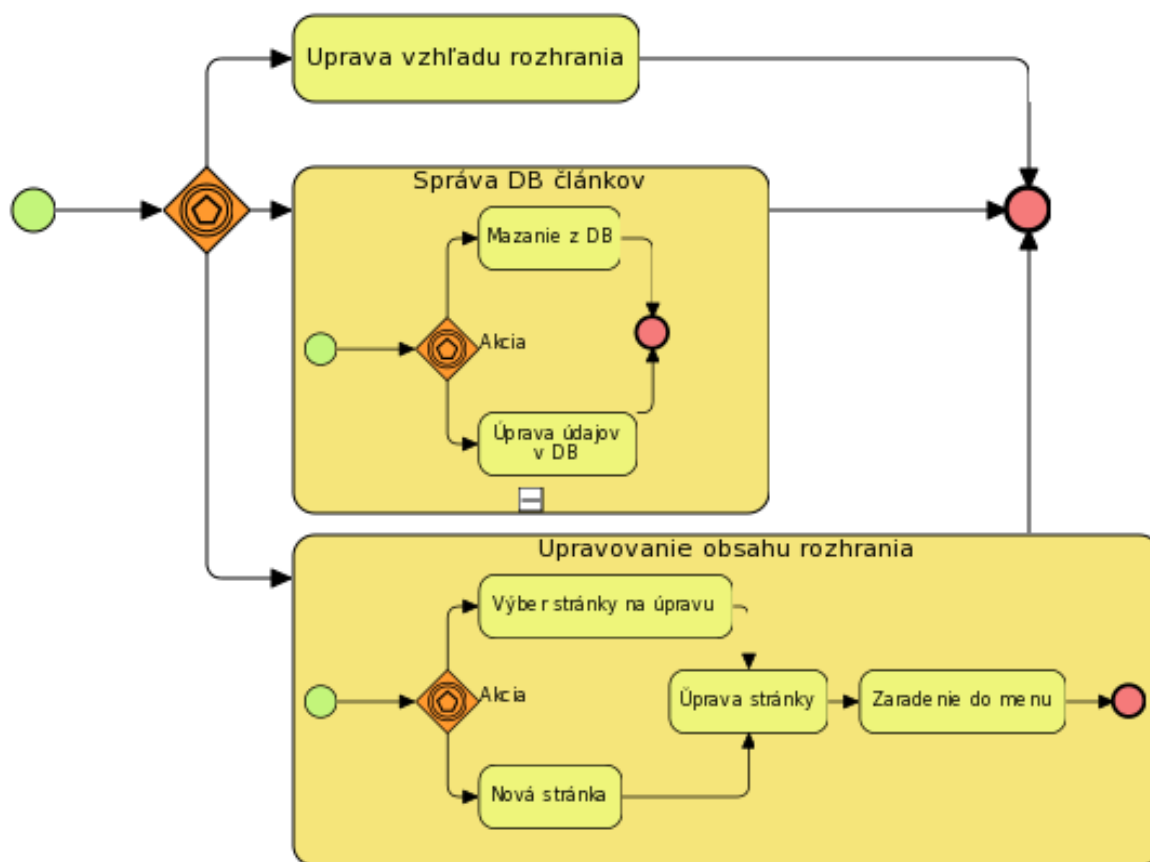 Uprava vzhľadu rozhrania
Správa DB článkov
Mazanie z DB
Akcia
Úprava údajov
v DB
Upravovanie obsahu rozhrania
Výber stránky na úpravu
Akcia
Úprava stránky
Zaradenie do menu
Nová stránka